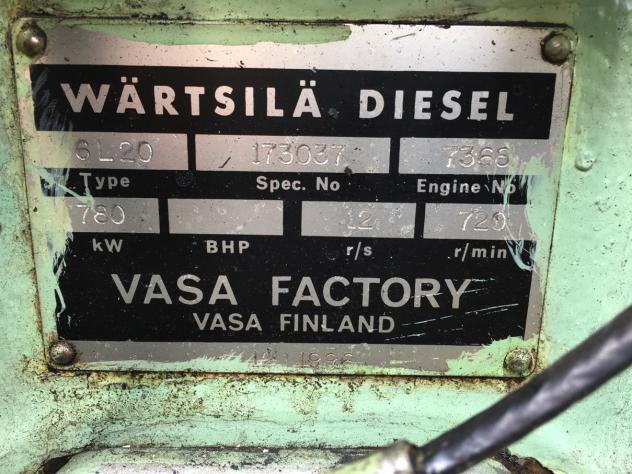 WÄRTSILÄ DIESEL
6L20 173037 7368
Type Spec. No Engine No
780 12 720
kW BHP r/s r/min
VASA FACTORY
VASA FINLAND